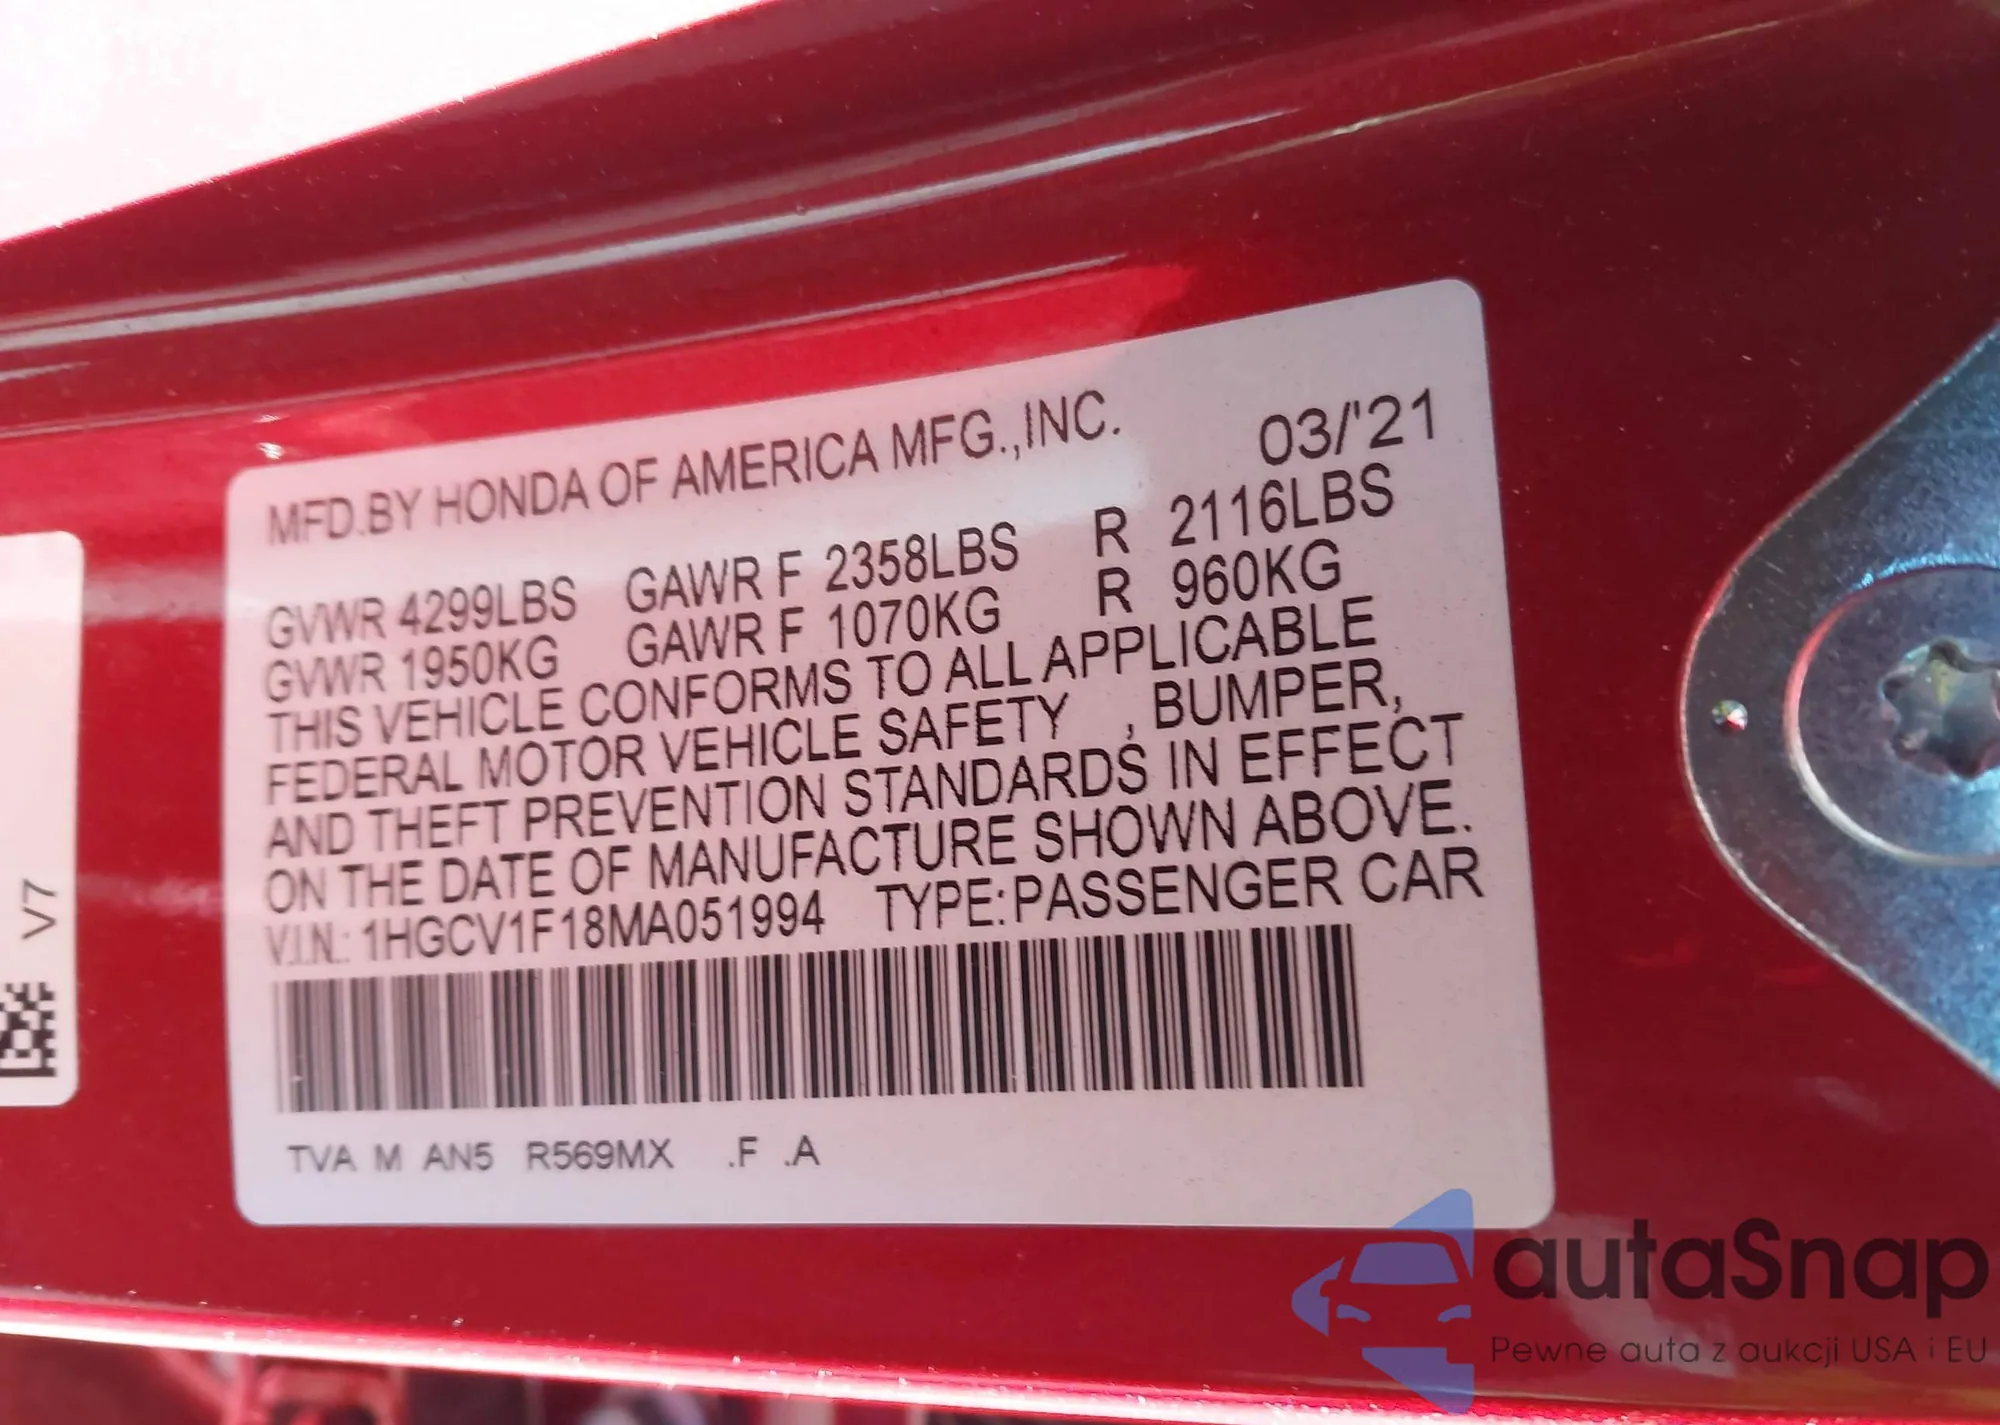 MFD.BY HONDA OF AMERICA MFG.,INC. 03/'21
GVWR 4299LBS GAWR F 2358LBS R 2116LBS
GVWR 1950KG GAWR F 1070KG R 960KG
THIS VEHICLE CONFORMS TO ALL APPLICABLE
FEDERAL MOTOR VEHICLE SAFETY , BUMPER,
AND THEFT PREVENTION STANDARDS IN EFFECT
ON THE DATE OF MANUFACTURE SHOWN ABOVE.
V.I.N.: 1HGCV1F18MA051994 TYPE:PASSENGER CAR
TVA M AN5 R569MX .F .A
V7
autaSnap
Pewne auta z aukcji USA i EU